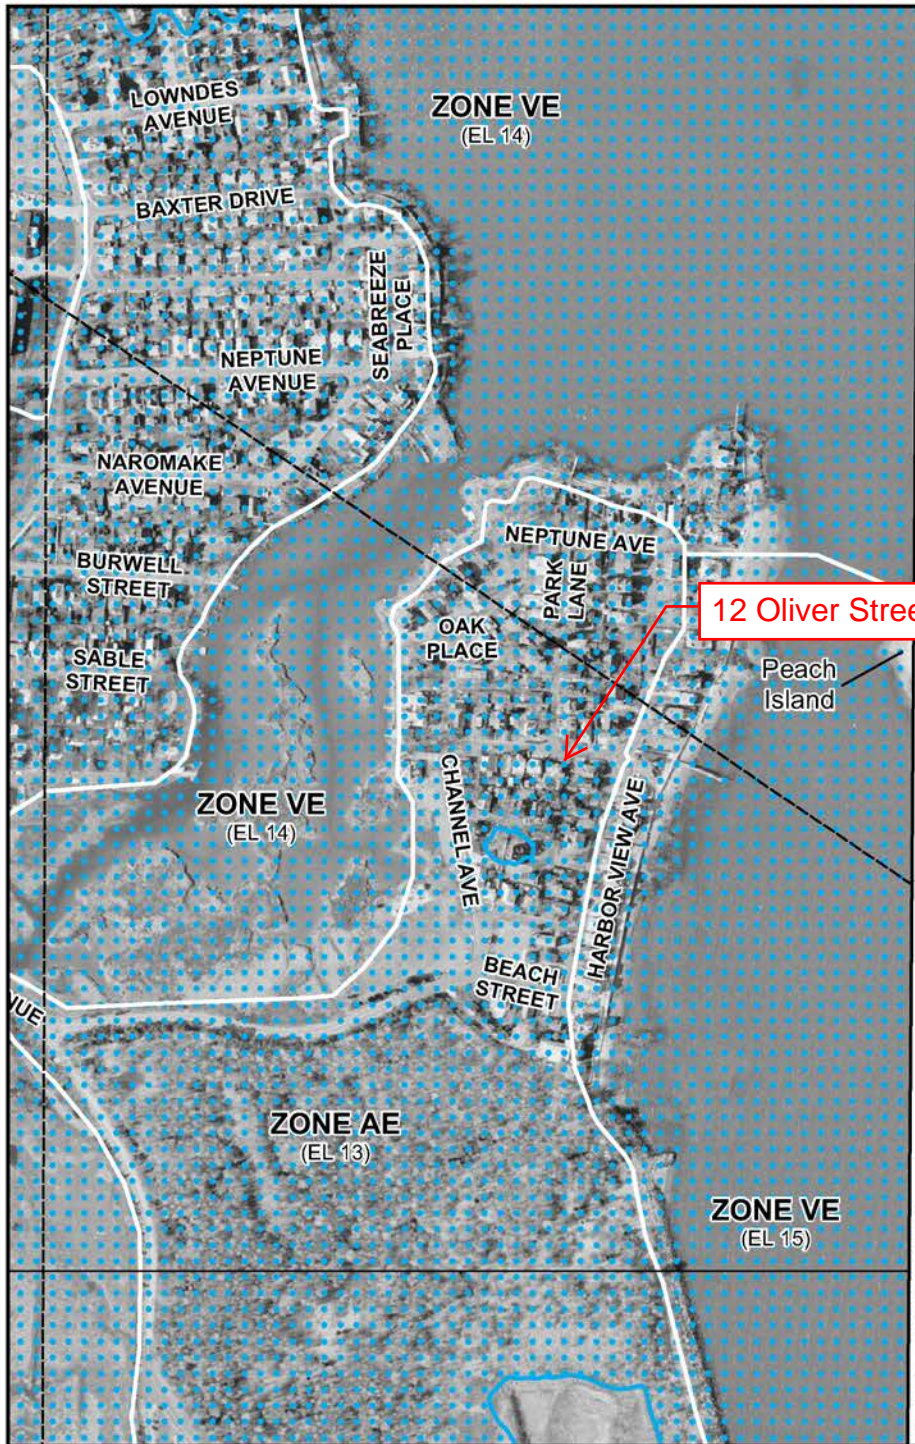 LOWNDES
AVENUE
ZONE VE
(EL 14)
BAXTER DRIVE
SEABREEZE
PLACE
NEPTUNE
AVENUE
NAROMAKE
AVENUE
NEPTUNE AVE
BURWELL
STREET
PARK
LANE
12 Oliver Stree
OAK
PLACE
SABLE
STREET
Peach
Island
ZONE VE
(EL 14)
CHANNEL AVE
HARBOR VIEW AVE
BEACH
STREET
NUE
ZONE AE
(EL 13)
ZONE VE
(EL 15)